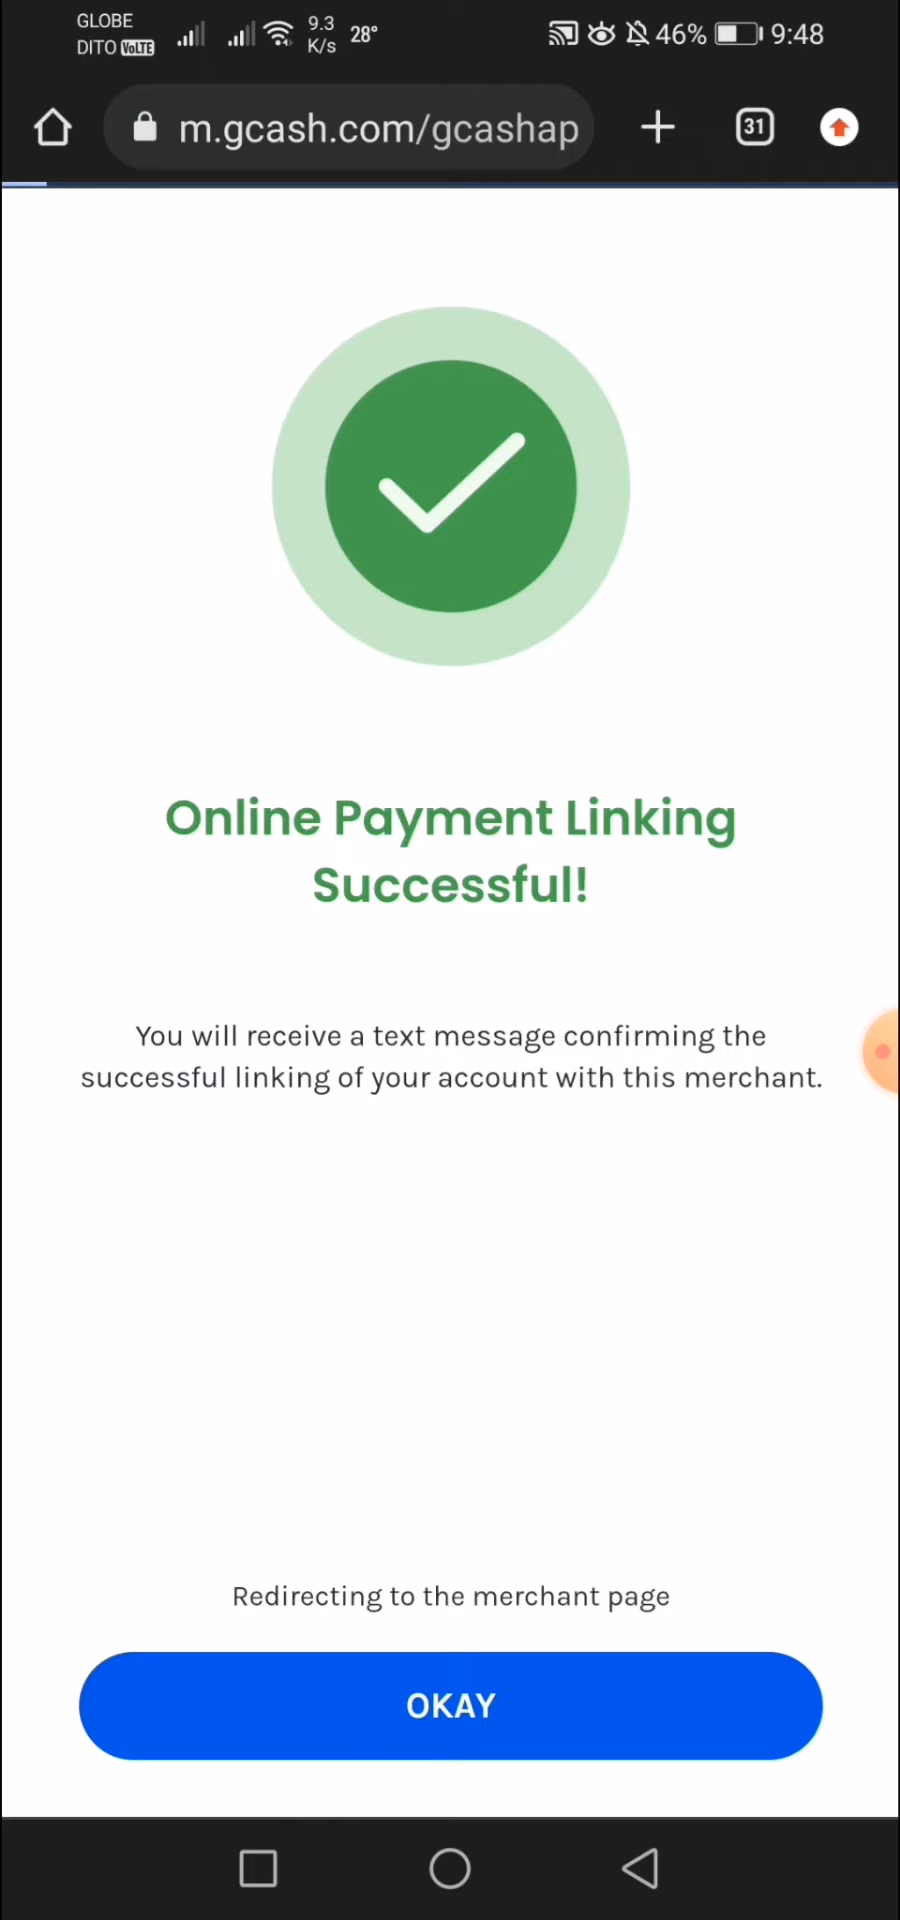 GLOBE
DITO VoLTE
9.3
K/s
28°
46%
9:48
m.gcash.com/gcashap
31
Online Payment Linking
Successful!
You will receive a text message confirming the
successful linking of your account with this merchant.
Redirecting to the merchant page
OKAY